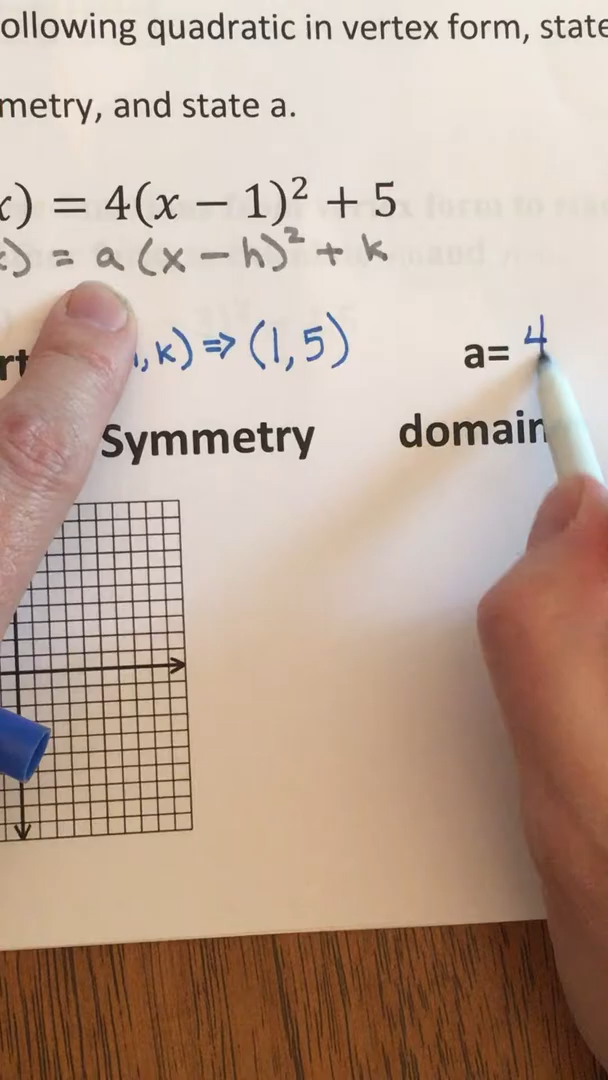 ollowing quadratic in vertex form, state
metry, and state a.
x) = 4(x − 1)² + 5
x) = a (x − h)² + k
rt , k) ⇒ (1, 5) a= 4
Symmetry domain